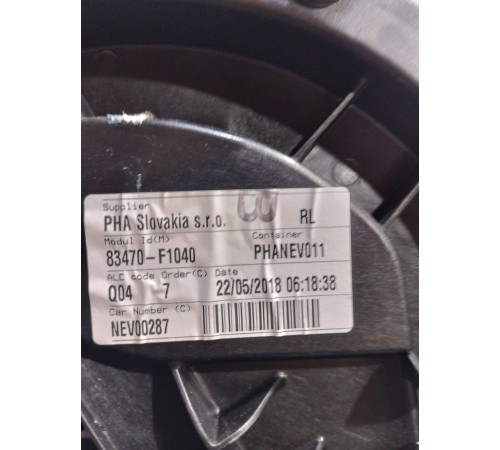 Supplier
PHA Slovakia s.r.o. RL
Modul Id(M) Container
83470-F1040 PHANEV011
ALC code Order(C) Date
Q04 7 22/05/2018 06:18:38
Car Number (C)
NEV00287